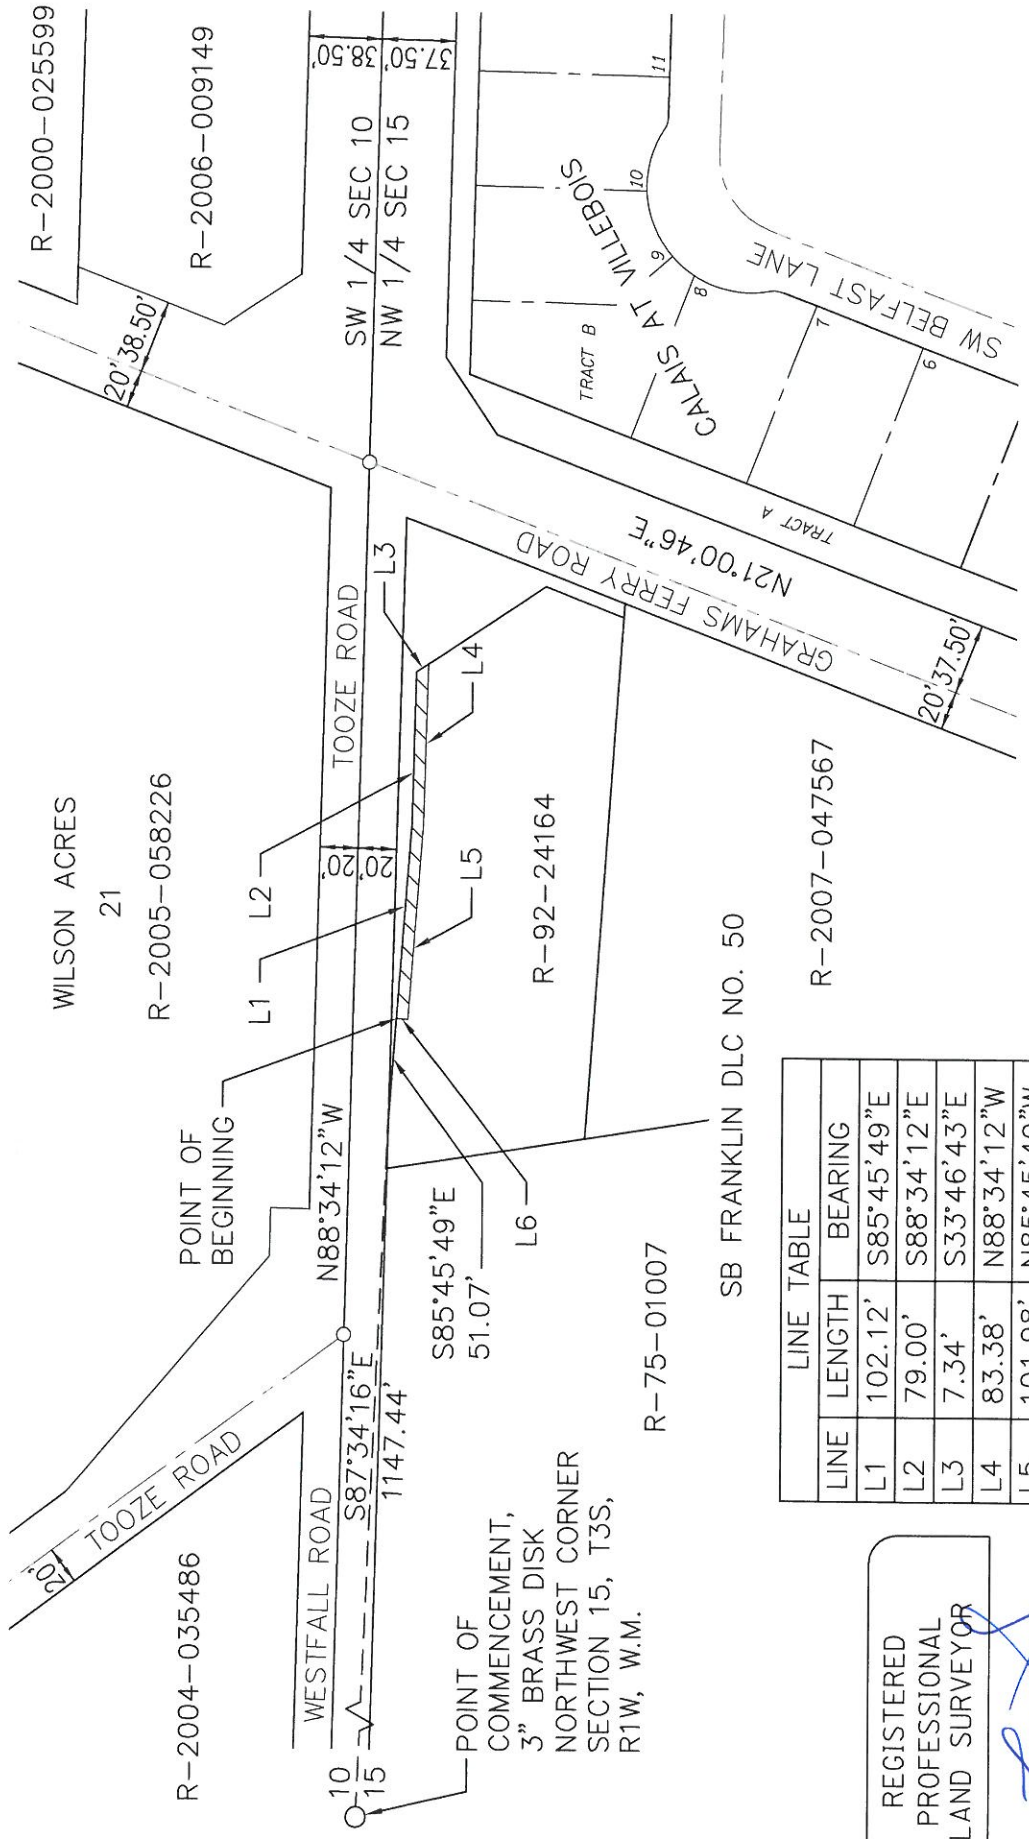 R-2000-025599
R-2006-009149
38.50'
37.50'
SW 1/4 SEC 10
NW 1/4 SEC 15
20'
38.50'
WILSON ACRES
21
R-2005-058226
TOOZE ROAD
20'
20'
L1
L2
L3
L4
L5
L6
POINT OF
BEGINNING
N88°34'12"W
S85°45'49"E
51.07'
S87°34'16"E
1147.44'
20'
TOOZE ROAD
R-2004-035486
WESTFALL ROAD
10
15
POINT OF
COMMENCEMENT,
3" BRASS DISK
NORTHWEST CORNER
SECTION 15, T3S,
R1W, W.M.
R-75-01007
R-92-24164
SB FRANKLIN DLC NO. 50
R-2007-047567
GRAHAMS FERRY ROAD
N21°00'46"E
20'
37.50'
TRACT A
TRACT B
CALAIS AT VILLEBOIS
6
7
8
9
10
11
SW BELFAST LANE
LINE TABLE
LINE LENGTH BEARING
L1 102.12' S85°45'49"E
L2 79.00' S88°34'12"E
L3 7.34' S33°46'43"E
L4 83.38' N88°34'12"W
L5 101.98' N85°45'49"W
REGISTERED
PROFESSIONAL
LAND SURVEYOR